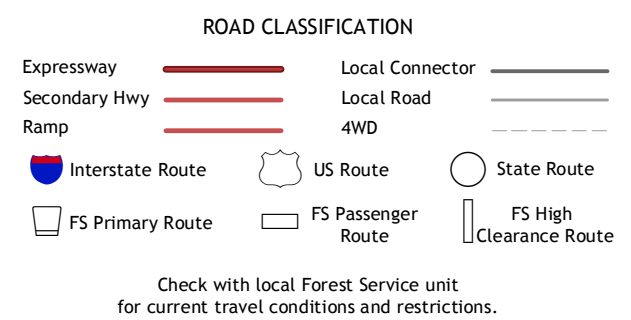 ROAD CLASSIFICATION
Expressway
Local Connector
Secondary Hwy
Local Road
Ramp
4WD
Interstate Route
US Route
State Route
FS Primary Route
FS Passenger
Route
FS High
Clearance Route
Check with local Forest Service unit
for current travel conditions and restrictions.